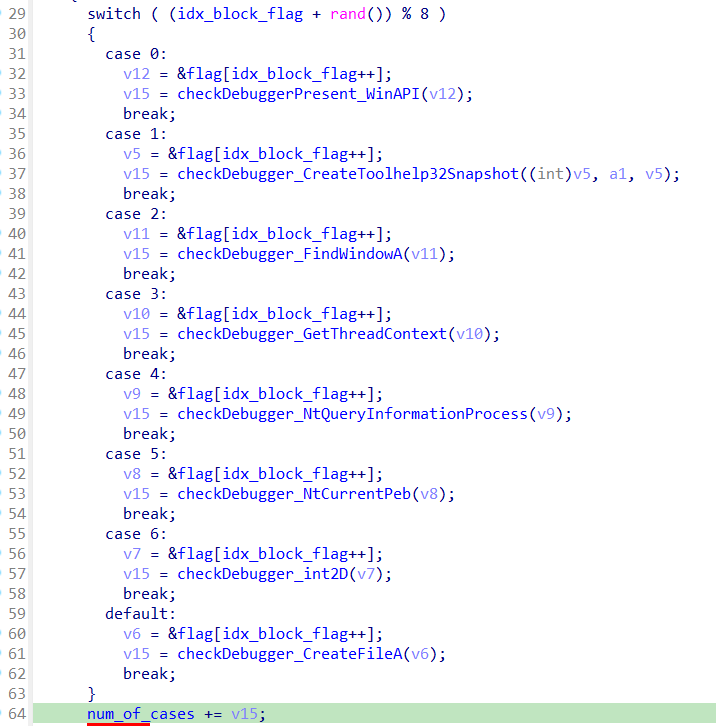 29 switch ( (idx_block_flag + rand()) % 8 )
30 {
31 case 0:
32 v12 = &flag[idx_block_flag++];
33 v15 = checkDebuggerPresent_WinAPI(v12);
34 break;
35 case 1:
36 v5 = &flag[idx_block_flag++];
37 v15 = checkDebugger_CreateToolhelp32Snapshot((int)v5, a1, v5);
38 break;
39 case 2:
40 v11 = &flag[idx_block_flag++];
41 v15 = checkDebugger_FindWindowA(v11);
42 break;
43 case 3:
44 v10 = &flag[idx_block_flag++];
45 v15 = checkDebugger_GetThreadContext(v10);
46 break;
47 case 4:
48 v9 = &flag[idx_block_flag++];
49 v15 = checkDebugger_NtQueryInformationProcess(v9);
50 break;
51 case 5:
52 v8 = &flag[idx_block_flag++];
53 v15 = checkDebugger_NtCurrentPeb(v8);
54 break;
55 case 6:
56 v7 = &flag[idx_block_flag++];
57 v15 = checkDebugger_int2D(v7);
58 break;
59 default:
60 v6 = &flag[idx_block_flag++];
61 v15 = checkDebugger_CreateFileA(v6);
62 break;
63 }
64 num_of_cases += v15;